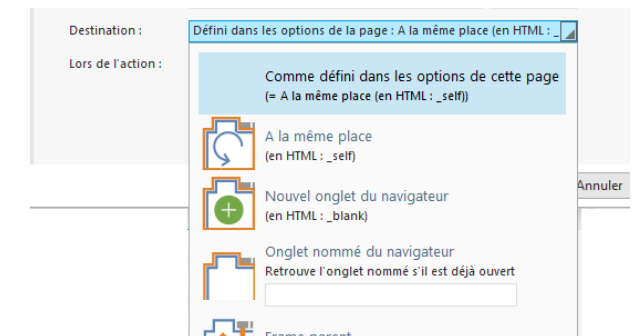 Destination :
Défini dans les options de la page : A la même place (en HTML : _
Lors de l'action :
Comme défini dans les options de cette page
(= A la même place (en HTML : _self))
A la même place
(en HTML : _self)
Annuler
Nouvel onglet du navigateur
(en HTML : _blank)
Onglet nommé du navigateur
Retrouve l'onglet nommé s'il est déjà ouvert
Frame parent